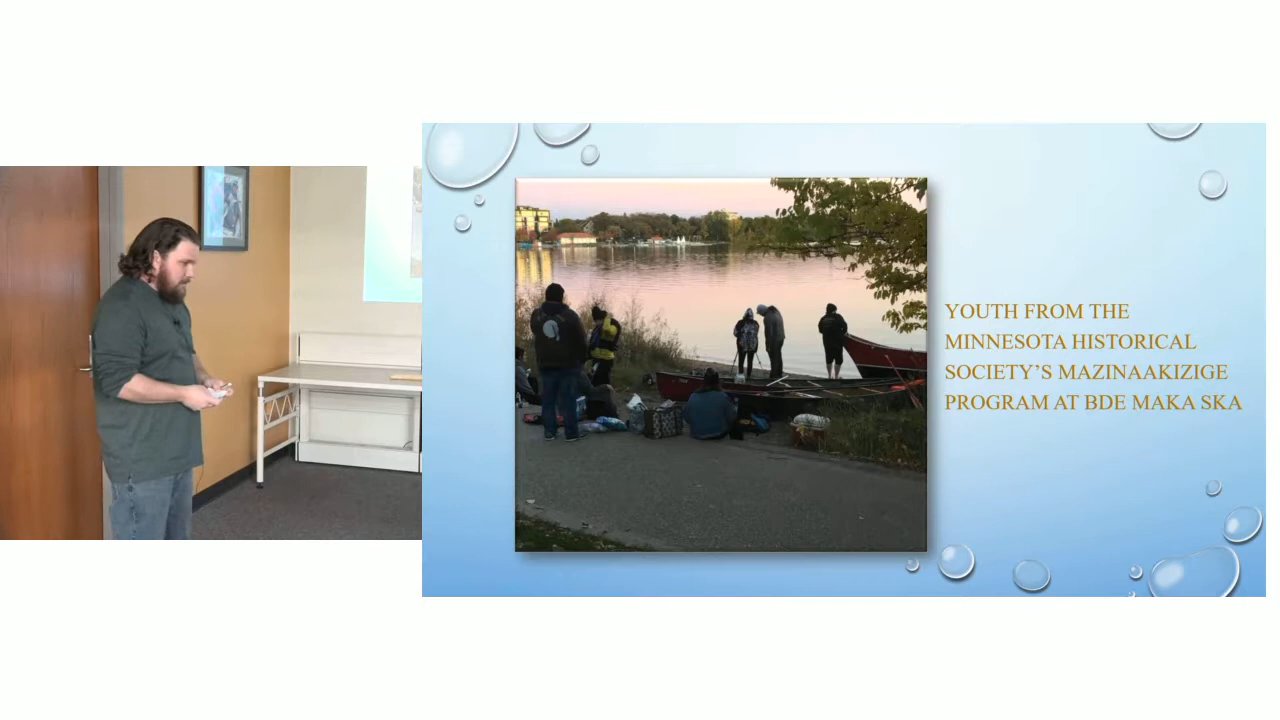 YOUTH FROM THE
MINNESOTA HISTORICAL
SOCIETY'S MAZINAAKIZIGE
PROGRAM AT BDE MAKA SKA